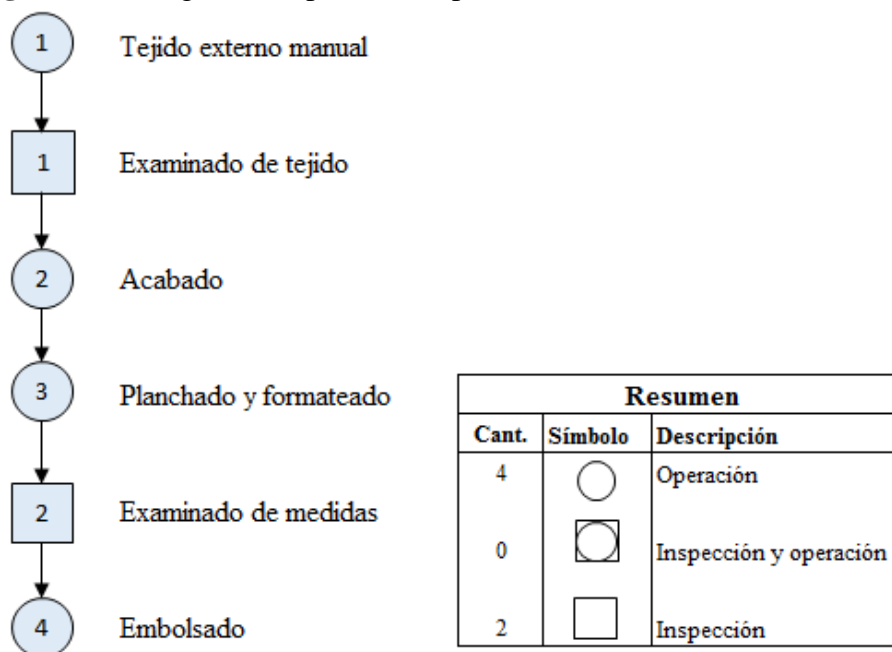 1 Tejido externo manual
1 Examinado de tejido
2 Acabado
3 Planchado y formateado
2 Examinado de medidas
4 Embolsado
Resumen
Cant. Símbolo Descripción
4 Operación
0 Inspección y operación
2 Inspección